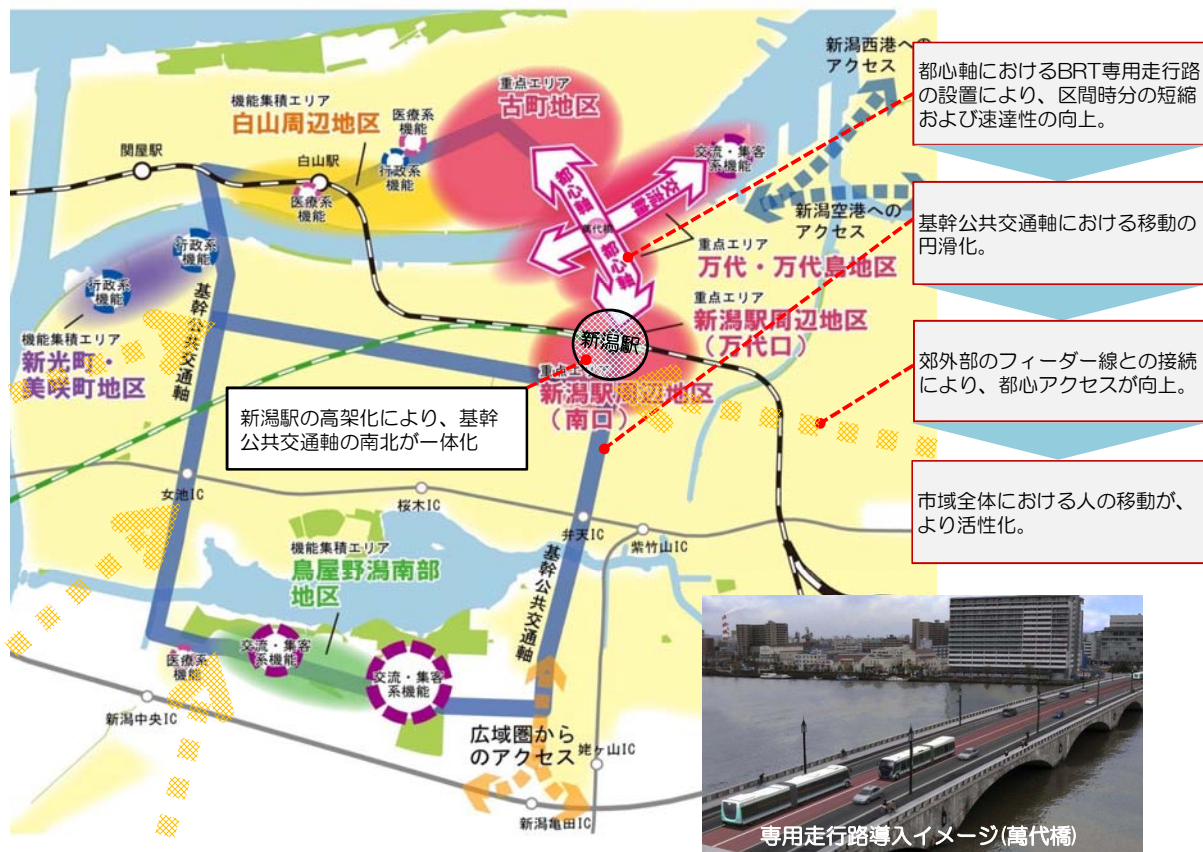 新潟西港への
アクセス
重点エリア
古町地区
機能集積エリア
白山周辺地区
医療系
機能
関屋駅
白山駅
行政系
機能
医療系
機能
交流・集客
系機能
都心軸
萬代橋
都心軸
新潟空港への
アクセス
重点エリア
万代・万代島地区
行政系
機能
行政系
機能
重点エリア
新潟駅周辺地区
(万代口)
機能集積エリア
新光町・
美咲町地区
基幹公共交通軸
新潟駅
重点エリア
新潟駅周辺地区
(南口)
新潟駅の高架化により、基幹
公共交通軸の南北が一体化
女池IC
桜木IC
弁天IC
紫竹山IC
機能集積エリア
鳥屋野潟南部
地区
基幹公共交通軸
医療系
機能
交流・集客
系機能
交流・集客
系機能
新潟中央IC
広域圏から
のアクセス
姥ヶ山IC
新潟亀田IC
都心軸におけるBRT専用走行路
の設置により、区間時分の短縮
および速達性の向上。
基幹公共交通軸における移動の
円滑化。
郊外部のフィーダー線との接続
により、都心アクセスが向上。
市域全体における人の移動が、
より活性化。
専用走行路導入イメージ(萬代橋)